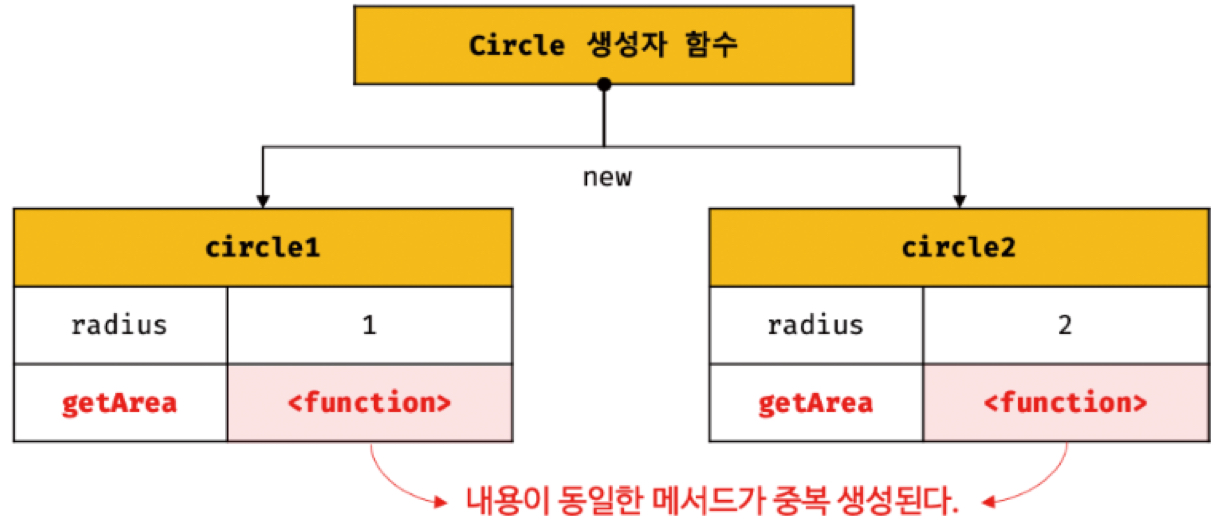 Circle 생성자 함수
new
circle1
radius 1
getArea <function>
circle2
radius 2
getArea <function>
내용이 동일한 메서드가 중복 생성된다.